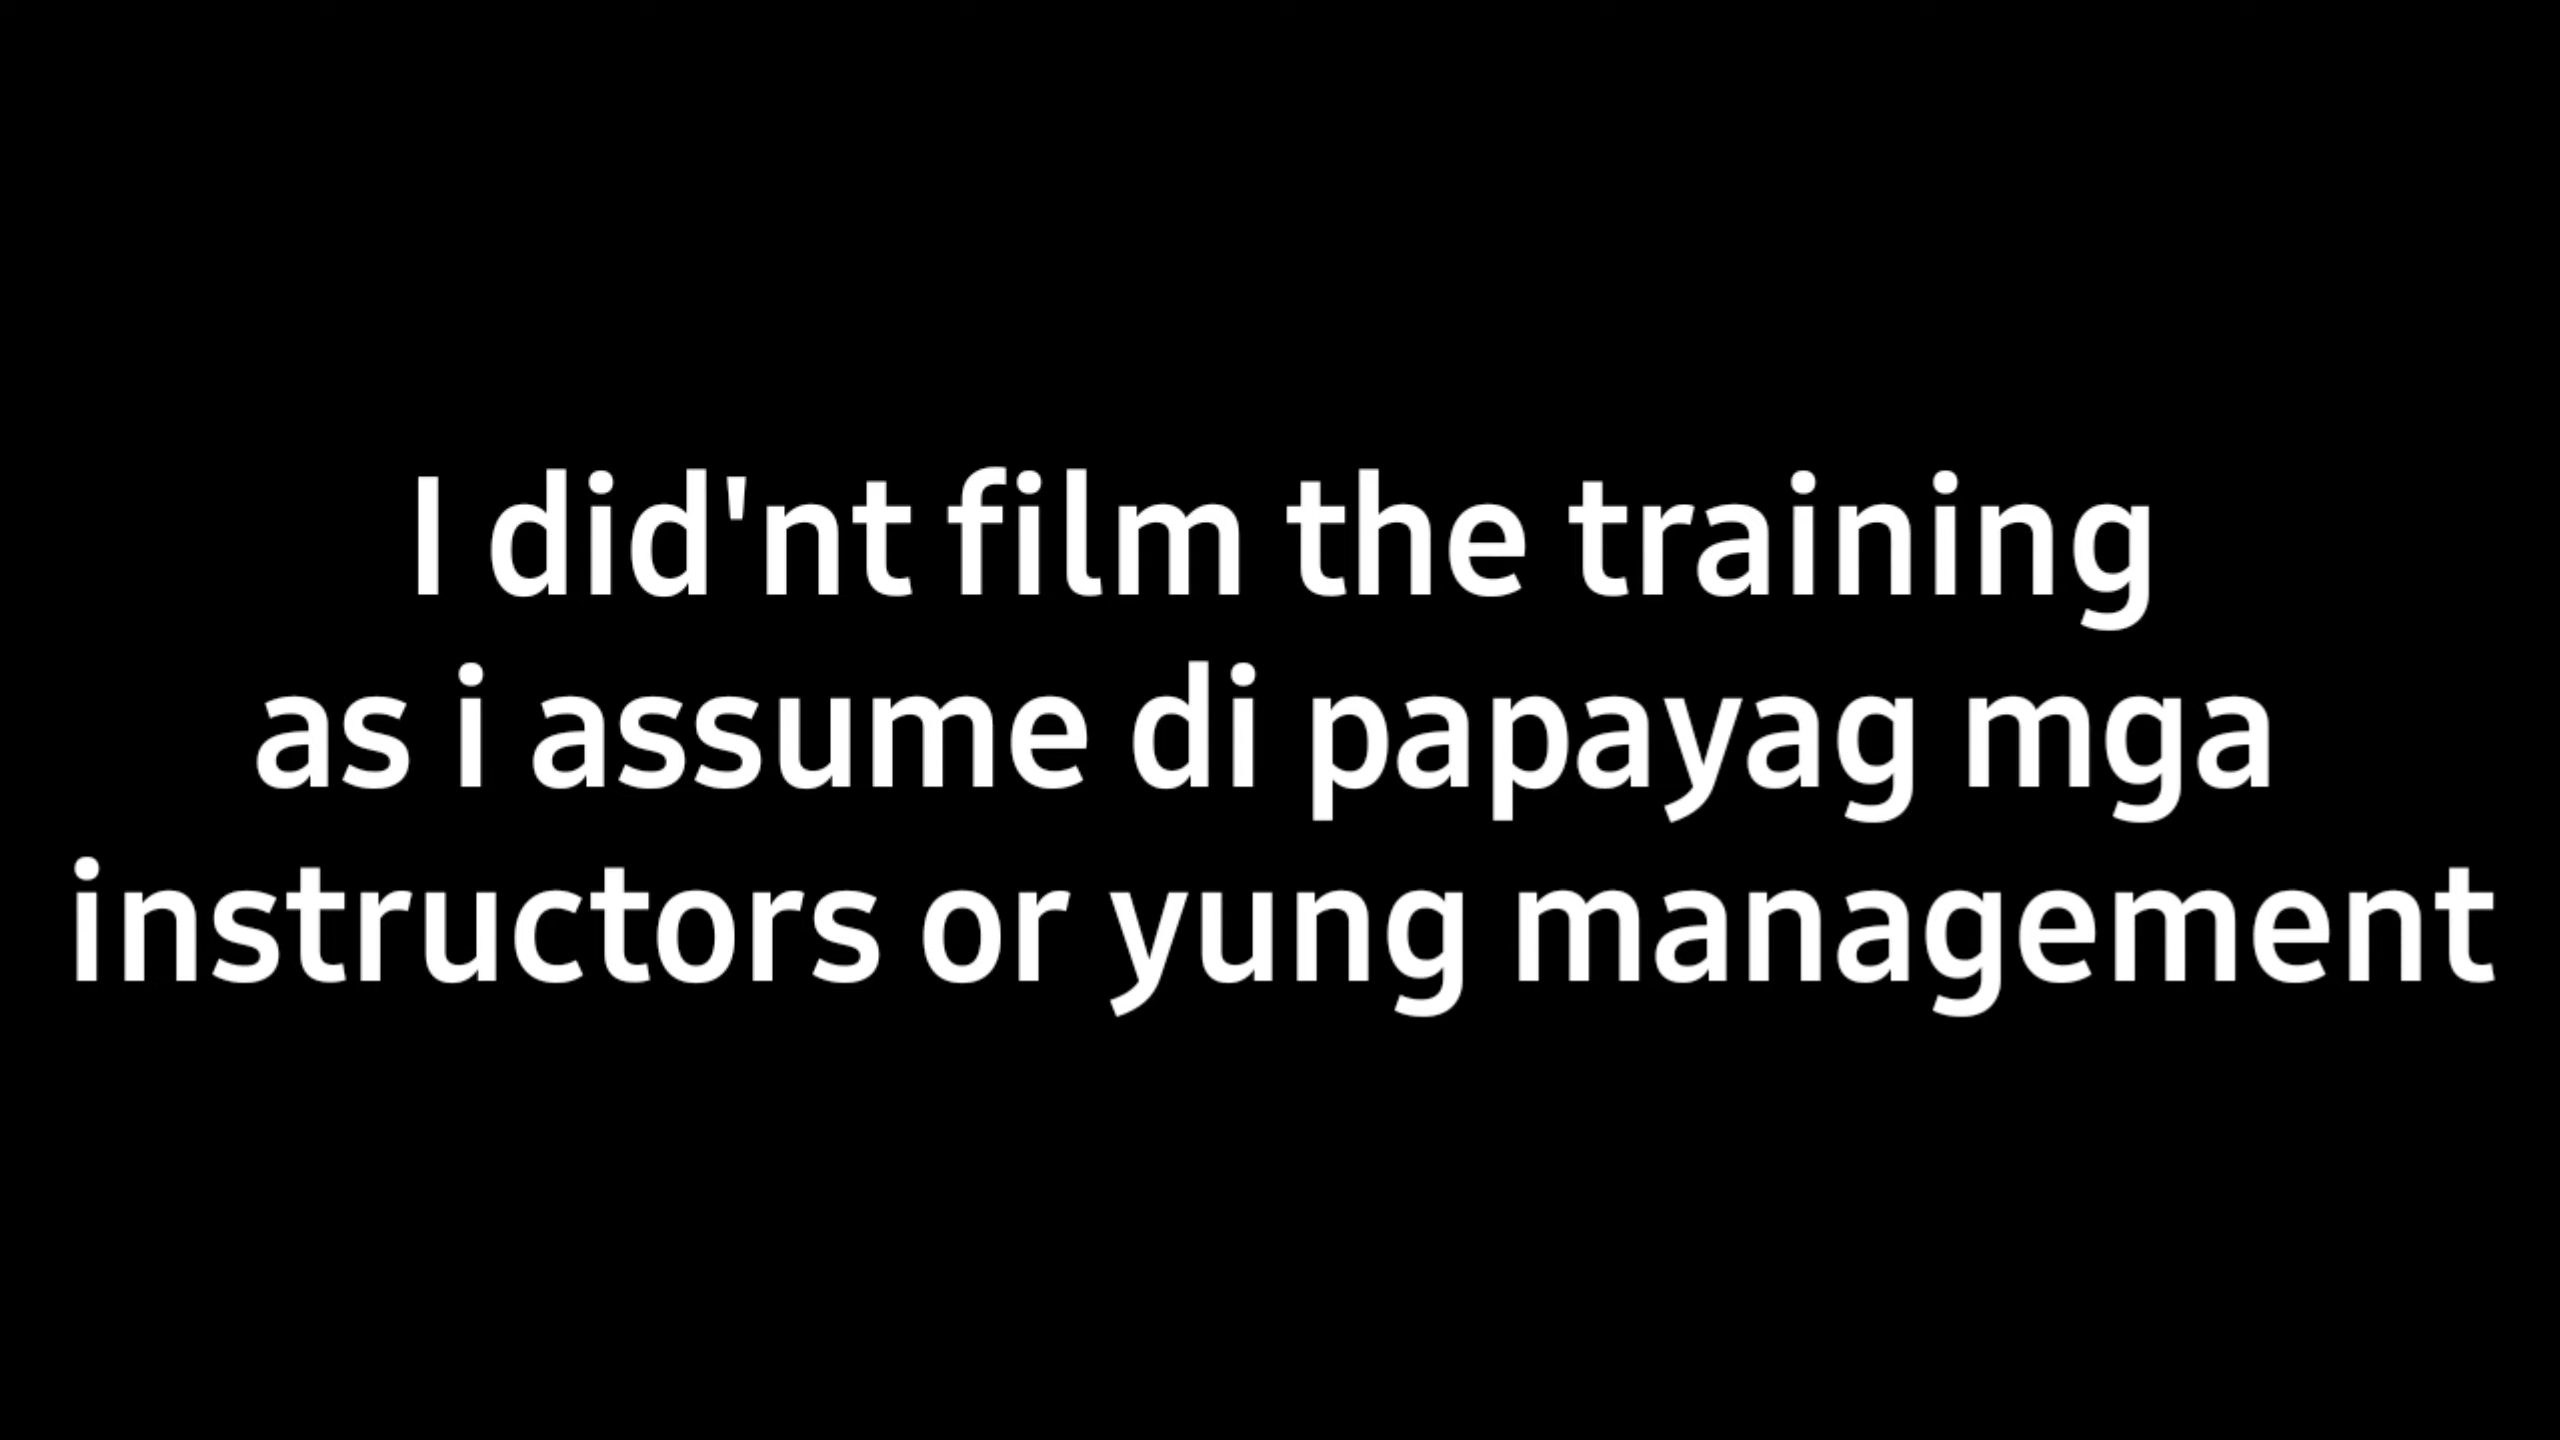 I did'nt film the training
as i assume di papayag mga
instructors or yung management